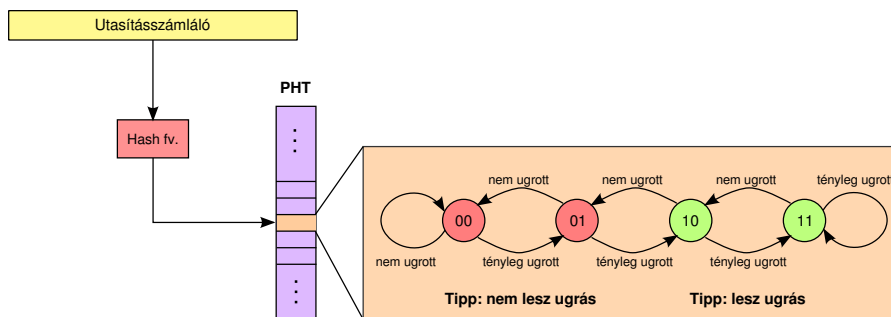 Utasításszámláló
PHT
Hash fv.
nem ugrott
nem ugrott
nem ugrott
tényleg ugrott
00
01
10
11
nem ugrott
tényleg ugrott
tényleg ugrott
tényleg ugrott
Tipp: nem lesz ugrás
Tipp: lesz ugrás